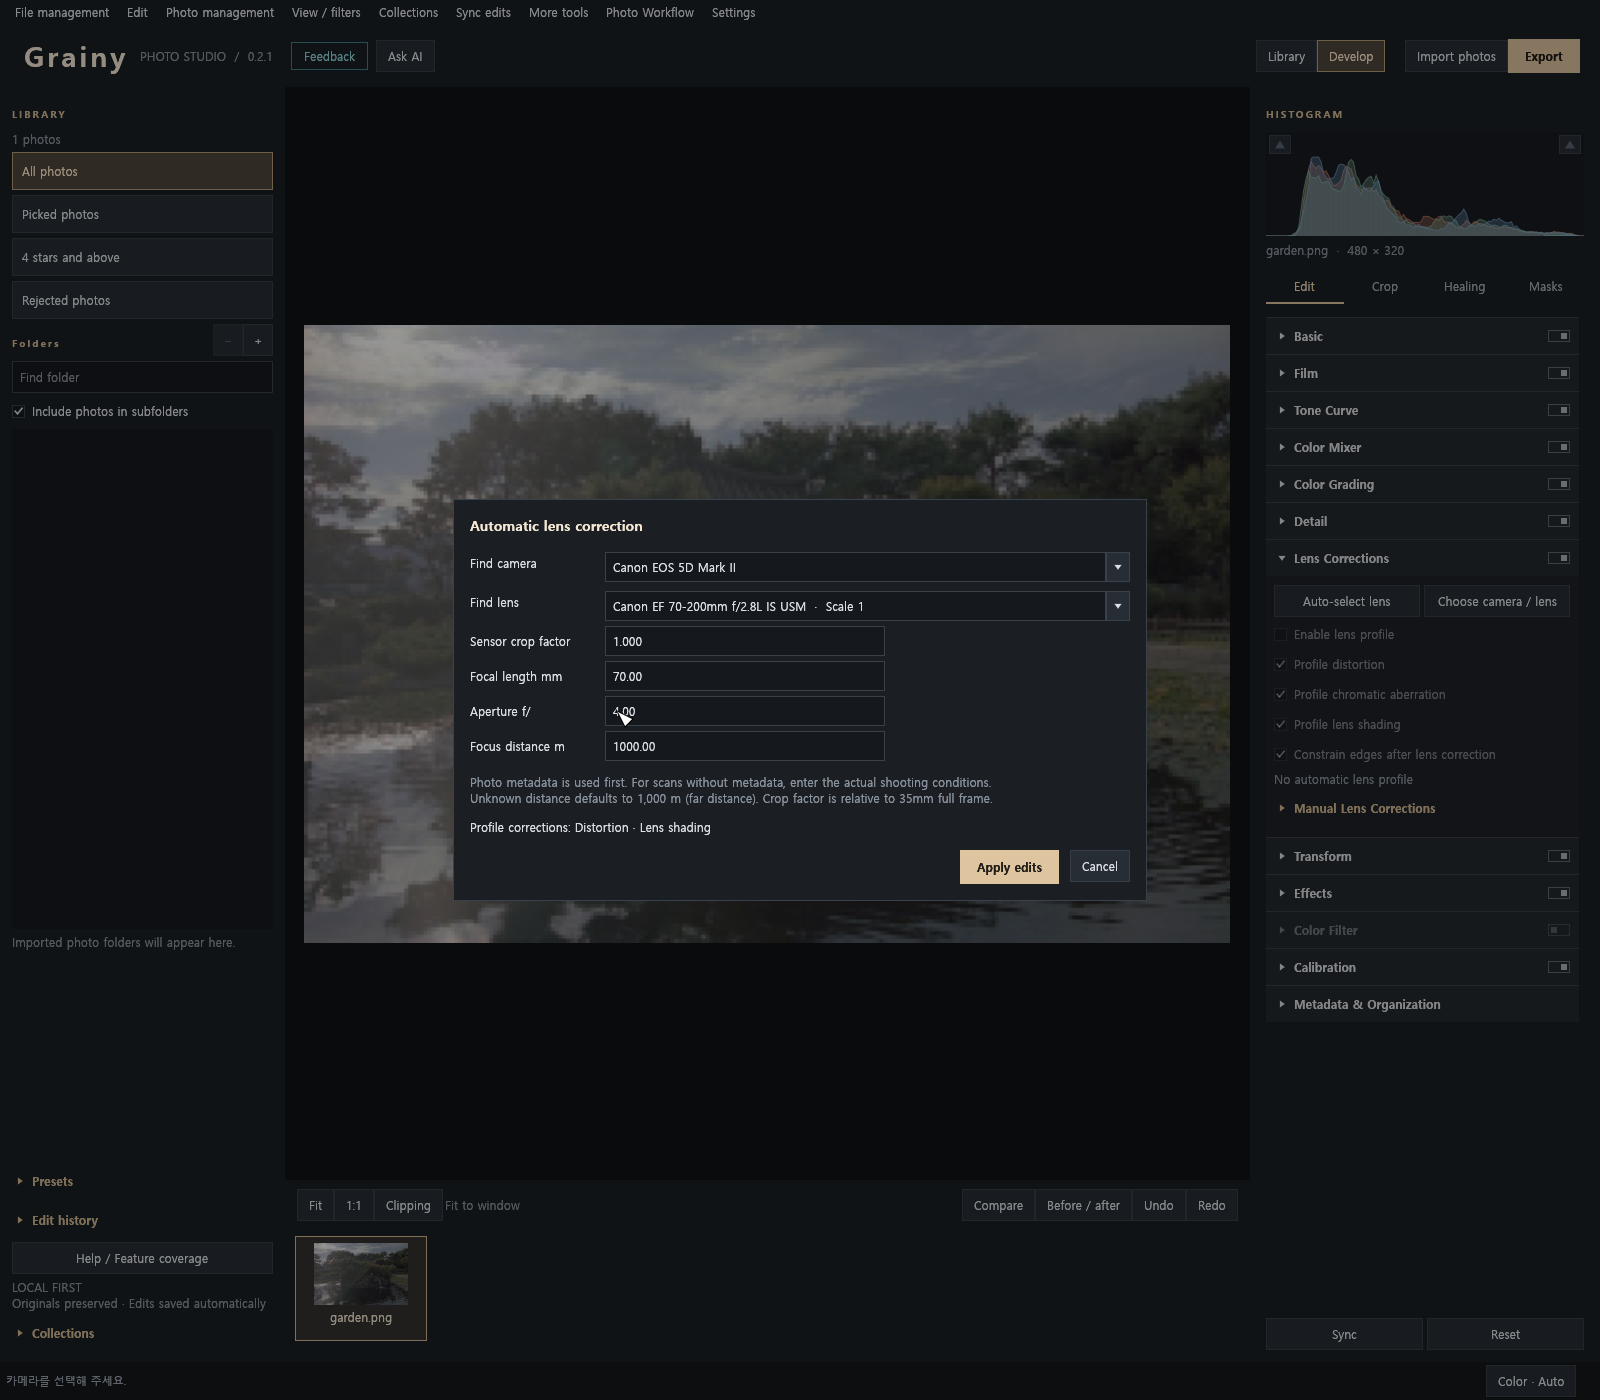 File management Edit Photo management View / filters Collections Sync edits More tools Photo Workflow Settings
Grainy PHOTO STUDIO / 0.2.1 Feedback Ask AI Library Develop Import photos Export
LIBRARY
1 photos
All photos
Picked photos
4 stars and above
Rejected photos
Folders - +
Find folder
Include photos in subfolders
Imported photo folders will appear here.
Presets
Edit history
Help / Feature coverage
LOCAL FIRST
Originals preserved · Edits saved automatically
Collections
Automatic lens correction
Find camera Canon EOS 5D Mark II
Find lens Canon EF 70-200mm f/2.8L IS USM · Scale 1
Sensor crop factor 1.000
Focal length mm 70.00
Aperture f/ 4.00
Focus distance m 1000.00
Photo metadata is used first. For scans without metadata, enter the actual shooting conditions.
Unknown distance defaults to 1,000 m (far distance). Crop factor is relative to 35mm full frame.
Profile corrections: Distortion · Lens shading
Apply edits Cancel
Fit 1:1 Clipping Fit to window Compare Before / after Undo Redo
garden.png
HISTOGRAM
garden.png · 480 × 320
Edit Crop Healing Masks
Basic
Film
Tone Curve
Color Mixer
Color Grading
Detail
Lens Corrections
Auto-select lens Choose camera / lens
Enable lens profile
Profile distortion
Profile chromatic aberration
Profile lens shading
Constrain edges after lens correction
No automatic lens profile
Manual Lens Corrections
Transform
Effects
Color Filter
Calibration
Metadata & Organization
Sync Reset
카메라를 선택해 주세요. Color · Auto